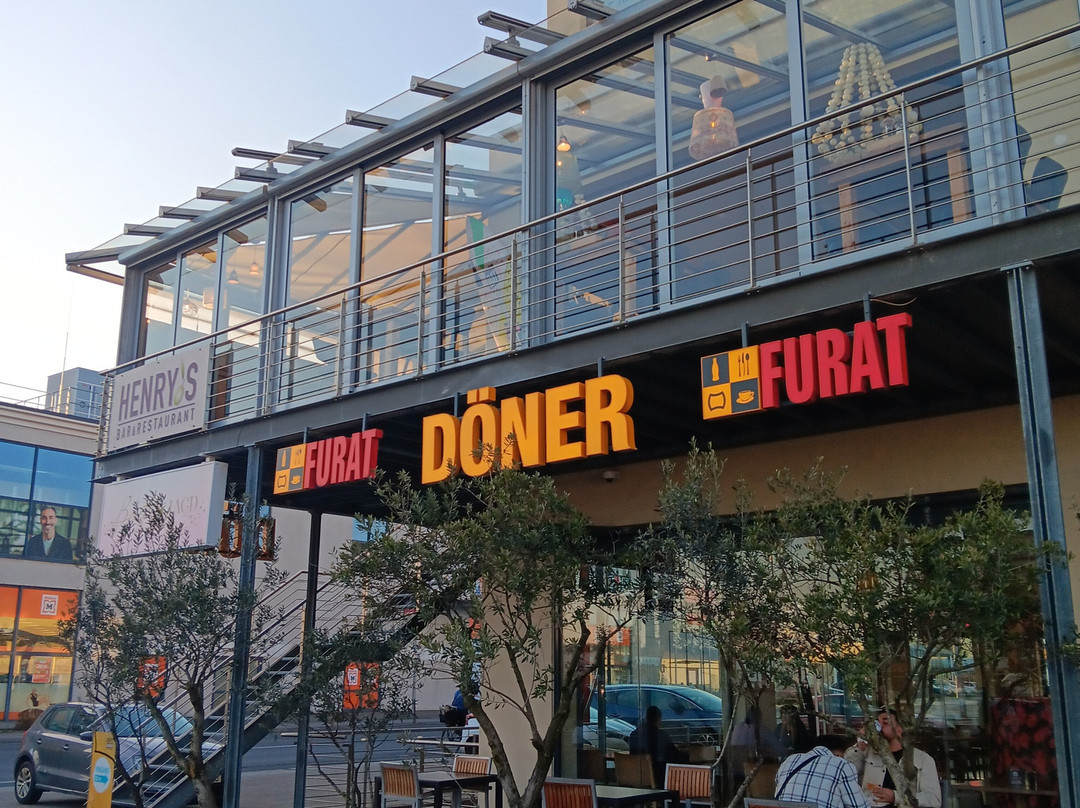 HENRY'S
BAR & RESTAURANT
FURAT
DÖNER
FURAT
M